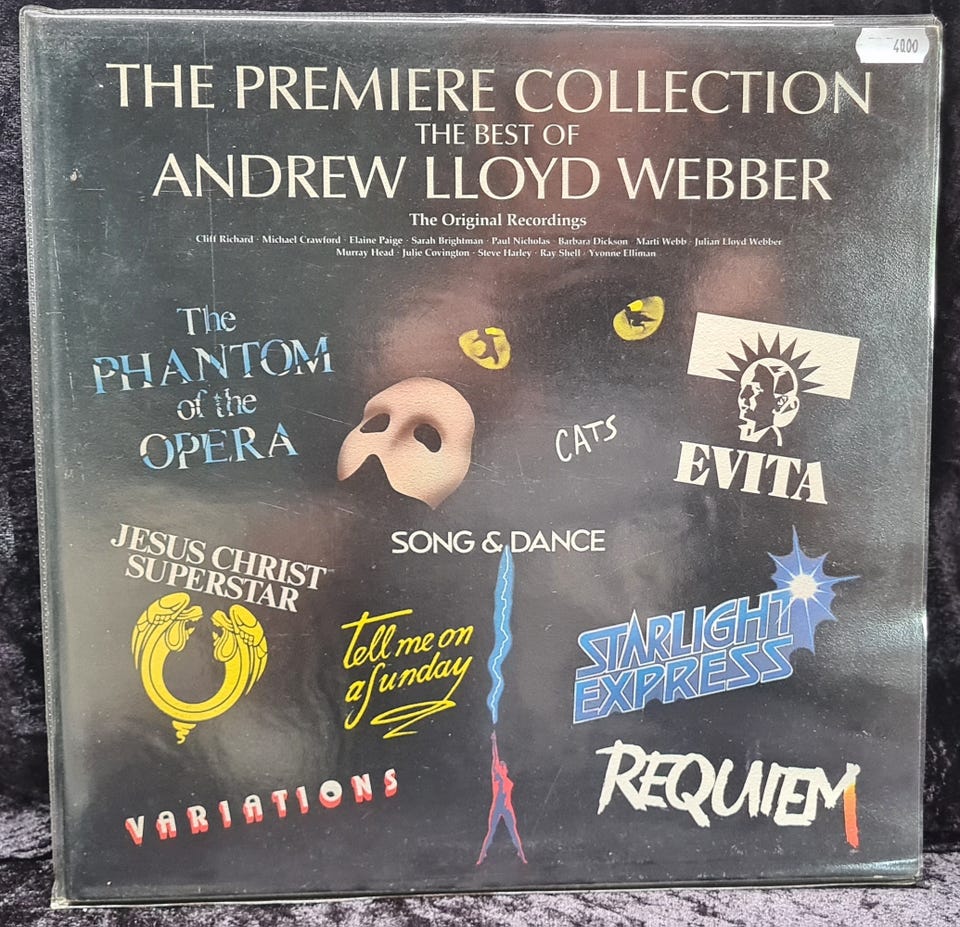 4000
THE PREMIERE COLLECTION
THE BEST OF
ANDREW LLOYD WEBBER
The Original Recordings
Cliff Richard · Michael Crawford · Elaine Paige · Sarah Brightman · Paul Nicholas · Barbara Dickson · Marti Webb · Julian Lloyd Webber
Murray Head · Julie Covington · Steve Harley · Ray Shell · Yvonne Elliman
The
PHANTOM
of the
OPERA
CATS
EVITA
SONG & DANCE
JESUS CHRIST
SUPERSTAR
Tell me on
a Sunday
STARLIGHT
EXPRESS
VARIATIONS
REQUIEM